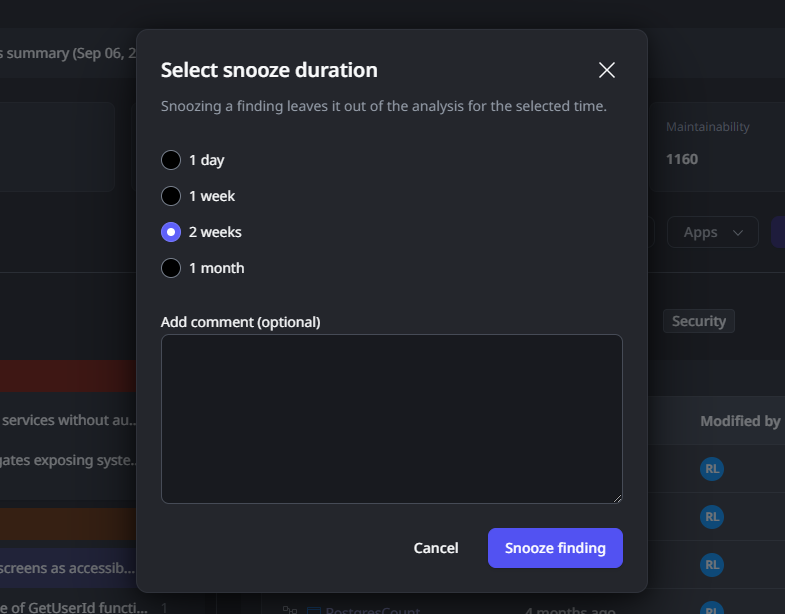 s summary (Sep 06, 2
Select snooze duration
Snoozing a finding leaves it out of the analysis for the selected time.
Maintainability
1160
1 day
1 week
2 weeks
1 month
Apps
Add comment (optional)
Security
services without au...
Modified by
gates exposing syste...
RL
RL
screens as accessib...
RL
Cancel
Snooze finding
e of GetUserId functi...
1
PostgresCount
4 months ago
RL